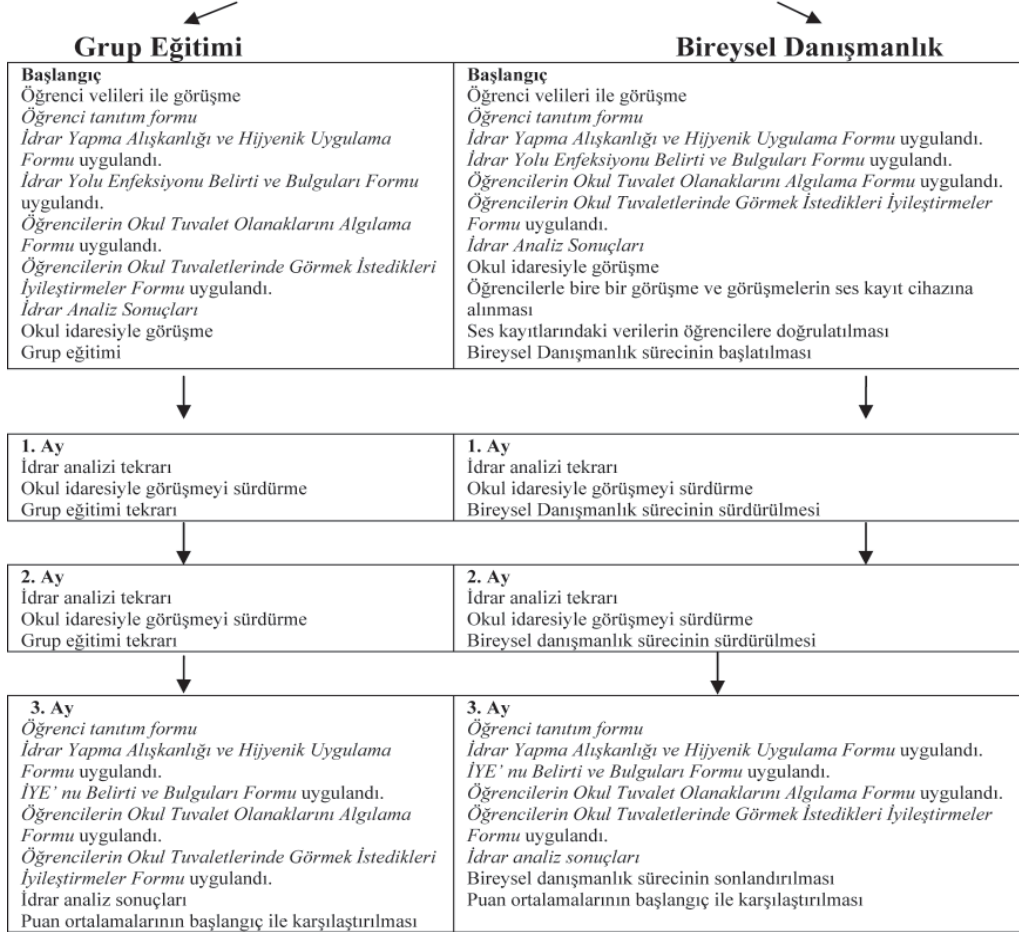 Grup Eğitimi
Başlangıç
Öğrenci velileri ile görüşme
Öğrenci tanıtım formu
İdrar Yapma Alışkanlığı ve Hijyenik Uygulama
Formu uygulandı.
İdrar Yolu Enfeksiyonu Belirti ve Bulguları Formu
uygulandı.
Öğrencilerin Okul Tuvalet Olanaklarını Algılama
Formu uygulandı.
Öğrencilerin Okul Tuvaletlerinde Görmek İstedikleri
İyileştirmeler Formu uygulandı.
İdrar Analiz Sonuçları
Okul idaresiyle görüşme
Grup eğitimi
Bireysel Danışmanlık
Başlangıç
Öğrenci velileri ile görüşme
Öğrenci tanıtım formu
İdrar Yapma Alışkanlığı ve Hijyenik Uygulama Formu uygulandı.
İdrar Yolu Enfeksiyonu Belirti ve Bulguları Formu uygulandı.
Öğrencilerin Okul Tuvalet Olanaklarını Algılama Formu uygulandı.
Öğrencilerin Okul Tuvaletlerinde Görmek İstedikleri İyileştirmeler
Formu uygulandı.
İdrar Analiz Sonuçları
Okul idaresiyle görüşme
Öğrencilerle bire bir görüşme ve görüşmelerin ses kayıt cihazına
alınması
Ses kayıtlarındaki verilerin öğrencilere doğrulatılması
Bireysel Danışmanlık sürecinin başlatılması
1. Ay
İdrar analizi tekrarı
Okul idaresiyle görüşmeyi sürdürme
Grup eğitimi tekrarı
1. Ay
İdrar analizi tekrarı
Okul idaresiyle görüşmeyi sürdürme
Bireysel Danışmanlık sürecinin sürdürülmesi
2. Ay
İdrar analizi tekrarı
Okul idaresiyle görüşmeyi sürdürme
Grup eğitimi tekrarı
2. Ay
İdrar analizi tekrarı
Okul idaresiyle görüşmeyi sürdürme
Bireysel danışmanlık sürecinin sürdürülmesi
3. Ay
Öğrenci tanıtım formu
İdrar Yapma Alışkanlığı ve Hijyenik Uygulama
Formu uygulandı.
İYE’ nu Belirti ve Bulguları Formu uygulandı.
Öğrencilerin Okul Tuvalet Olanaklarını Algılama
Formu uygulandı.
Öğrencilerin Okul Tuvaletlerinde Görmek İstedikleri
İyileştirmeler Formu uygulandı.
İdrar analiz sonuçları
Puan ortalamalarının başlangıç ile karşılaştırılması
3. Ay
Öğrenci tanıtım formu
İdrar Yapma Alışkanlığı ve Hijyenik Uygulama Formu uygulandı.
İYE’ nu Belirti ve Bulguları Formu uygulandı.
Öğrencilerin Okul Tuvalet Olanaklarını Algılama Formu uygulandı.
Öğrencilerin Okul Tuvaletlerinde Görmek İstedikleri İyileştirmeler
Formu uygulandı.
İdrar analiz sonuçları
Bireysel danışmanlık sürecinin sonlandırılması
Puan ortalamalarının başlangıç ile karşılaştırılması